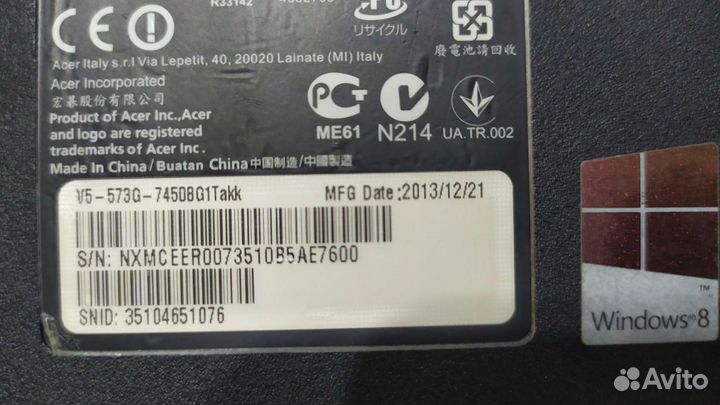 R33142
CE
リサイクル
廢電池請回收
Acer Italy s.r.l Via Lepetit, 40, 20020 Lainate (MI) Italy
Acer Incorporated
宏碁股份有限公司
Product of Acer Inc.,Acer
and logo are registered
trademarks of Acer Inc.
ME61
N214
UA.TR.002
Made In China/Buatan China中国制造/中國製造
V5-573G-74508G1Takk
MFG Date:2013/12/21
S/N: NXMCEER0073510B5AE7600
SNID: 35104651076
TM
Windows 8
Avito